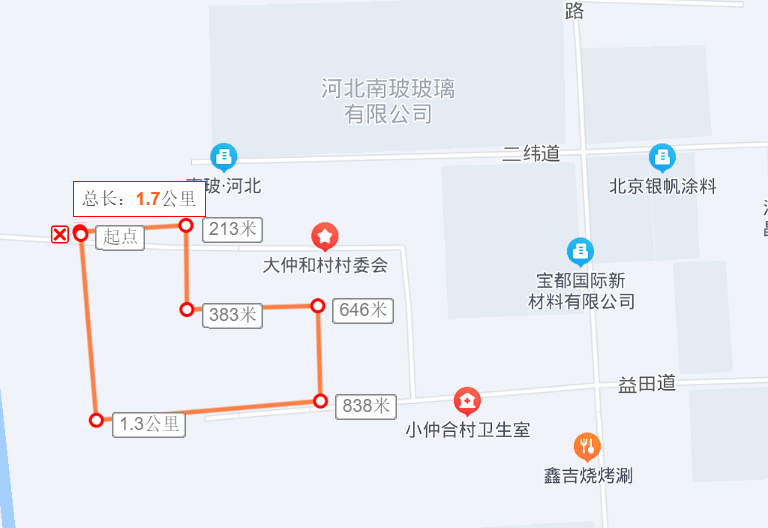 路
河北南玻玻璃
有限公司
二纬道
南玻·河北
北京银帆涂料
总长：1.7公里
起点
213米
大仲和村村委会
宝都国际新
材料有限公司
383米
646米
益田道
838米
1.3公里
小仲合村卫生室
鑫吉烧烤涮